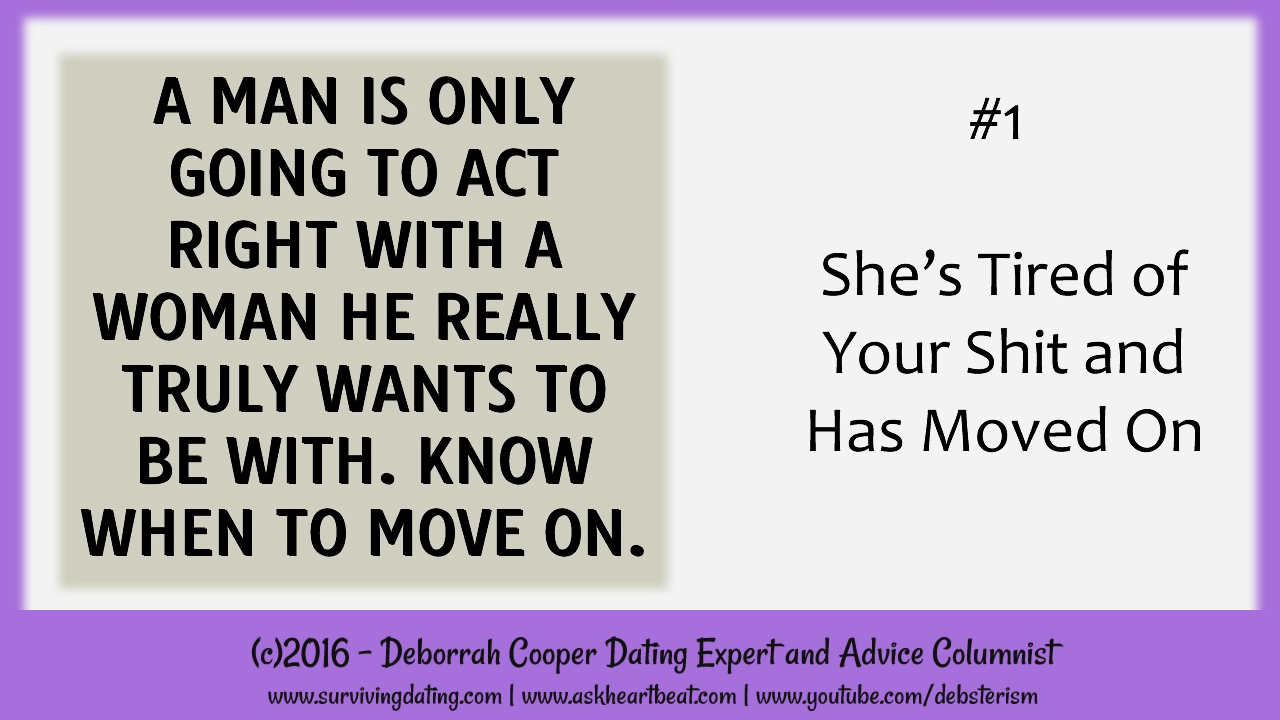 A MAN IS ONLY
GOING TO ACT
RIGHT WITH A
WOMAN HE REALLY
TRULY WANTS TO
BE WITH. KNOW
WHEN TO MOVE ON.
#1
She’s Tired of
Your Shit and
Has Moved On
(c)2016 – Deborrah Cooper Dating Expert and Advice Columnist
www.survivingdating.com | www.askheartbeat.com | www.youtube.com/debsterism